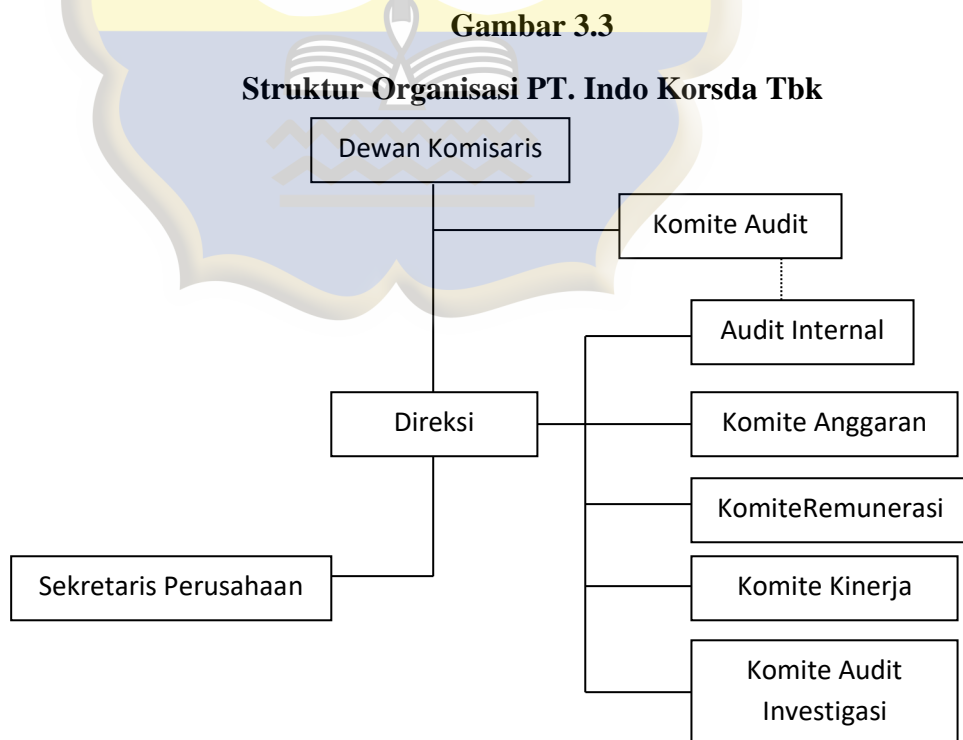 Gambar 3.3
Struktur Organisasi PT. Indo Korsda Tbk
Dewan Komisaris
Komite Audit
Audit Internal
Direksi
Komite Anggaran
KomiteRemunerasi
Sekretaris Perusahaan
Komite Kinerja
Komite Audit
Investigasi